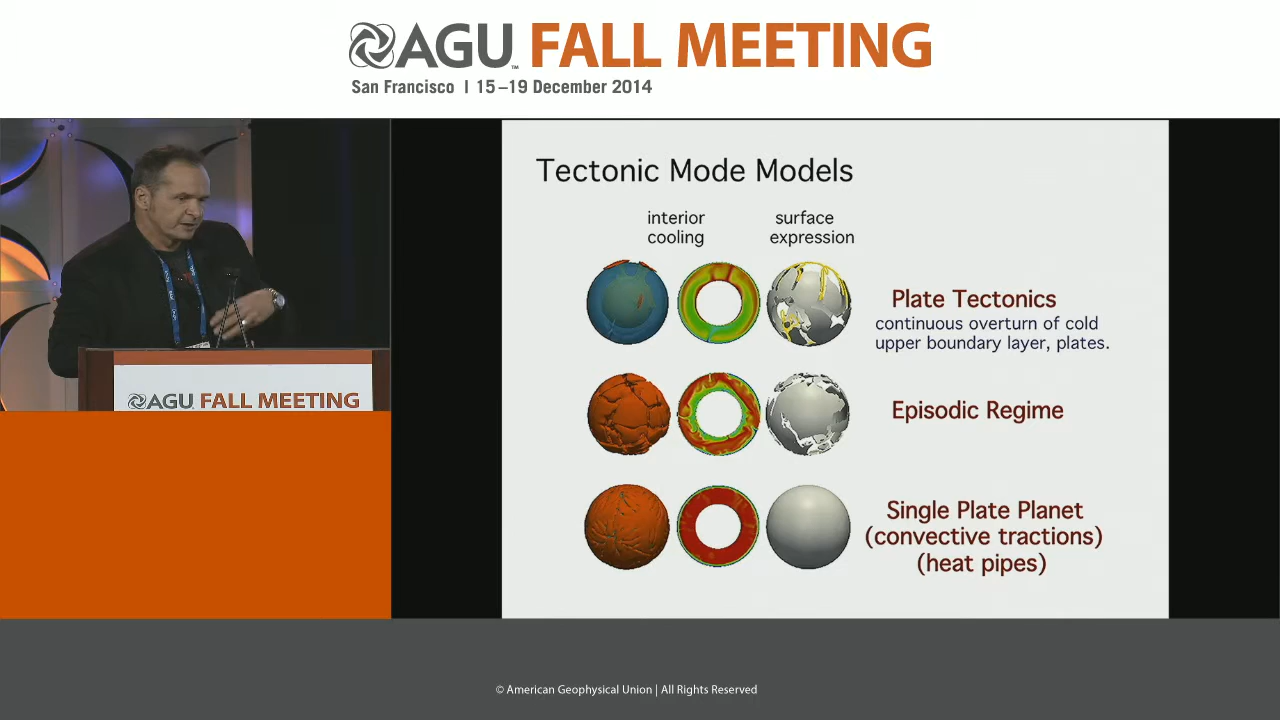 AGU™ FALL MEETING
San Francisco | 15–19 December 2014
AGU FALL MEETING
Tectonic Mode Models
interior
cooling
surface
expression
Plate Tectonics
continuous overturn of cold
upper boundary layer, plates.
Episodic Regime
Single Plate Planet
(convective tractions)
(heat pipes)
© American Geophysical Union | All Rights Reserved